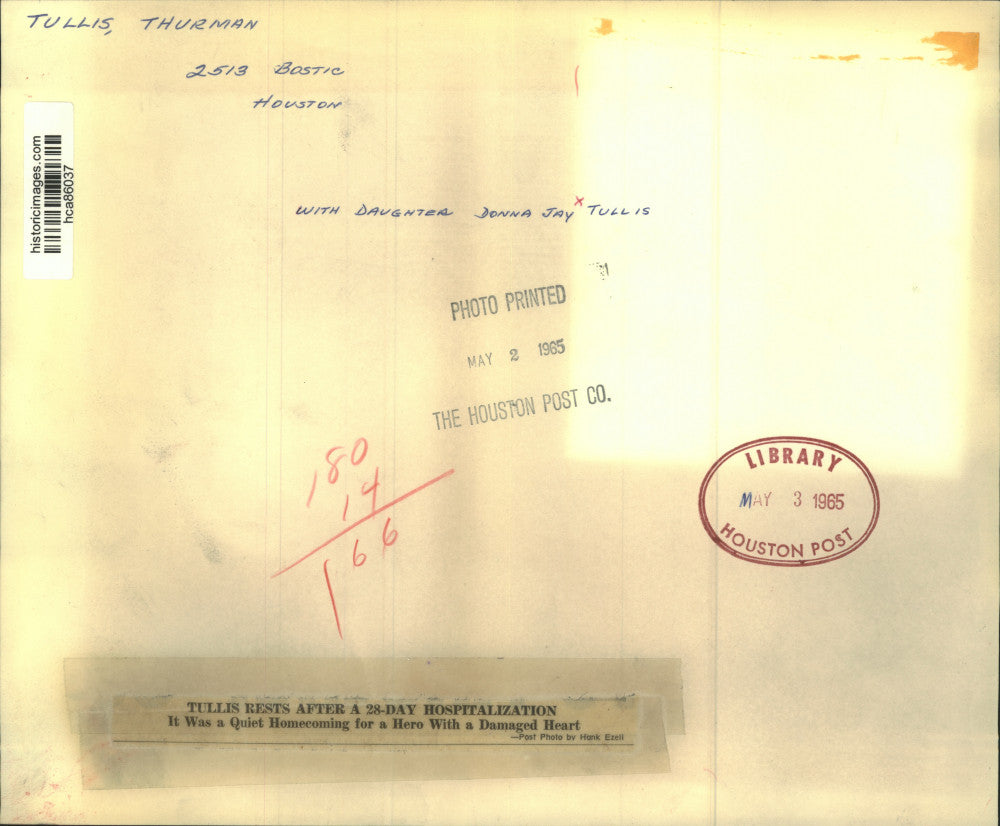 TULLIS, THURMAN
2513 BOSTIC
HOUSTON
historicimages.com
hca86037
WITH DAUGHTER DONNA JAY x TULLIS
PHOTO PRINTED
MAY 2 1965
THE HOUSTON POST CO.
180
14
166
LIBRARY
MAY 3 1965
HOUSTON POST
TULLIS RESTS AFTER A 28-DAY HOSPITALIZATION
It Was a Quiet Homecoming for a Hero With a Damaged Heart
—Post Photo by Hank Ezell